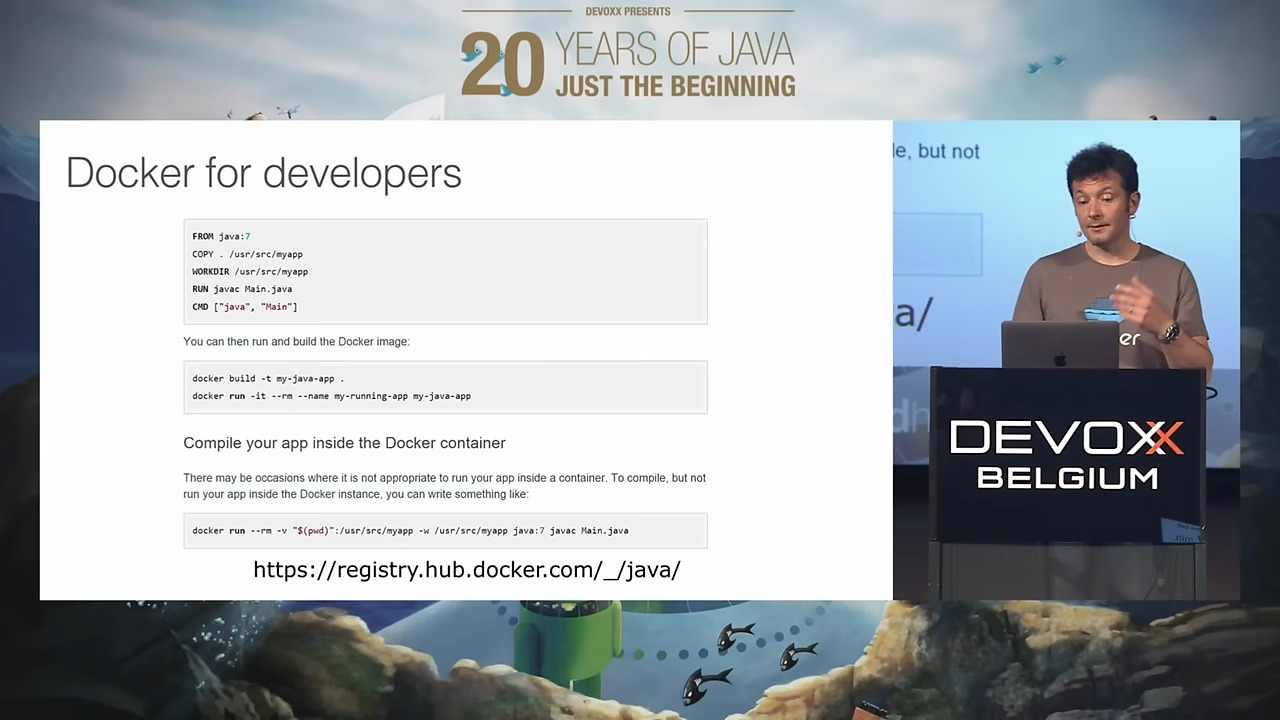 DEVOXX PRESENTS
20 YEARS OF JAVA
JUST THE BEGINNING
Docker for developers
FROM java:7
COPY . /usr/src/myapp
WORKDIR /usr/src/myapp
RUN javac Main.java
CMD ["java", "Main"]
You can then run and build the Docker image:
docker build -t my-java-app .
docker run -it --rm --name my-running-app my-java-app
Compile your app inside the Docker container
There may be occasions where it is not appropriate to run your app inside a container. To compile, but not
run your app inside the Docker instance, you can write something like:
docker run --rm -v "$(pwd)":/usr/src/myapp -w /usr/src/myapp java:7 javac Main.java
https://registry.hub.docker.com/_/java/
le, but not
a/
er
dh
DEVOXX
BELGIUM